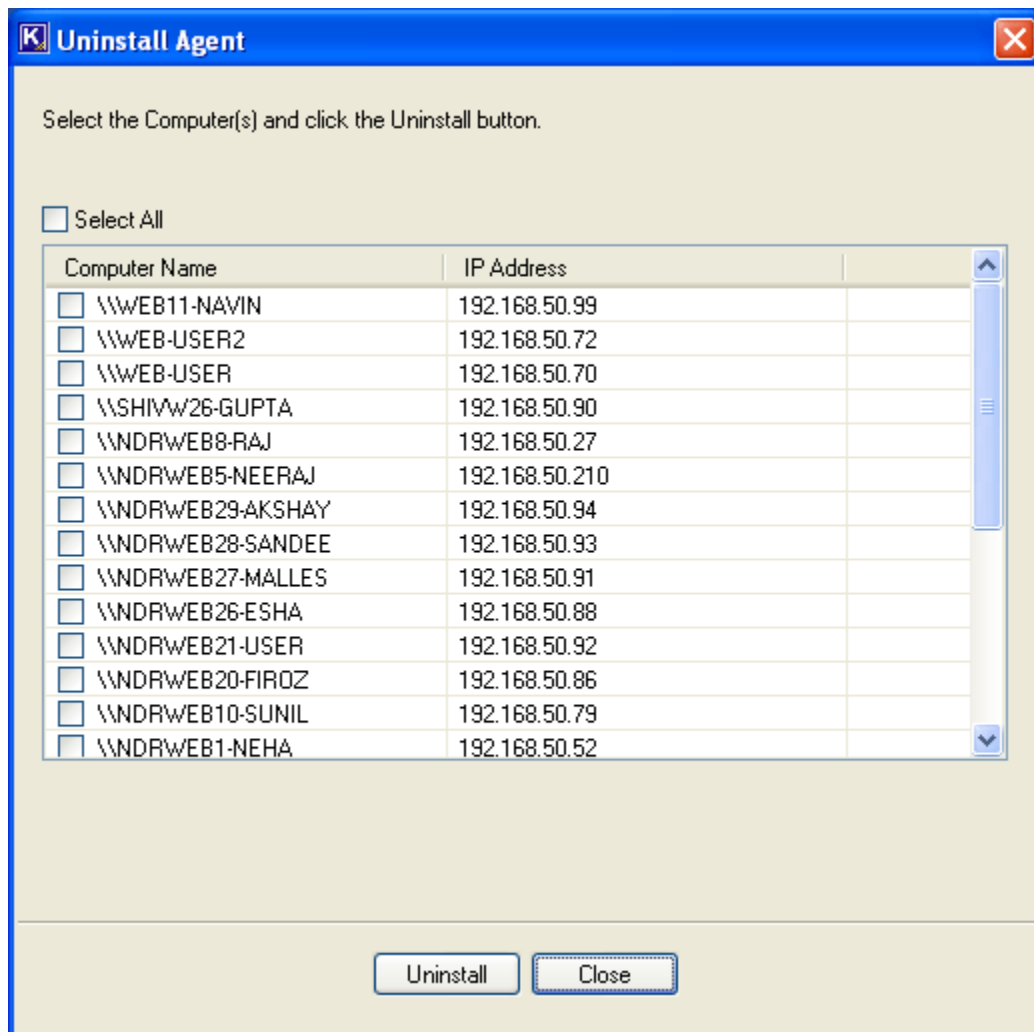 K Uninstall Agent
Select the Computer(s) and click the Uninstall button.
Select All
Computer Name IP Address
\\WEB11-NAVIN 192.168.50.99
\\WEB-USER2 192.168.50.72
\\WEB-USER 192.168.50.70
\\SHIVW26-GUPTA 192.168.50.90
\\NDRWEB8-RAJ 192.168.50.27
\\NDRWEB5-NEERAJ 192.168.50.210
\\NDRWEB29-AKSHAY 192.168.50.94
\\NDRWEB28-SANDEE 192.168.50.93
\\NDRWEB27-MALLES 192.168.50.91
\\NDRWEB26-ESHA 192.168.50.88
\\NDRWEB21-USER 192.168.50.92
\\NDRWEB20-FIROZ 192.168.50.86
\\NDRWEB10-SUNIL 192.168.50.79
\\NDRWEB1-NEHA 192.168.50.52
Uninstall Close